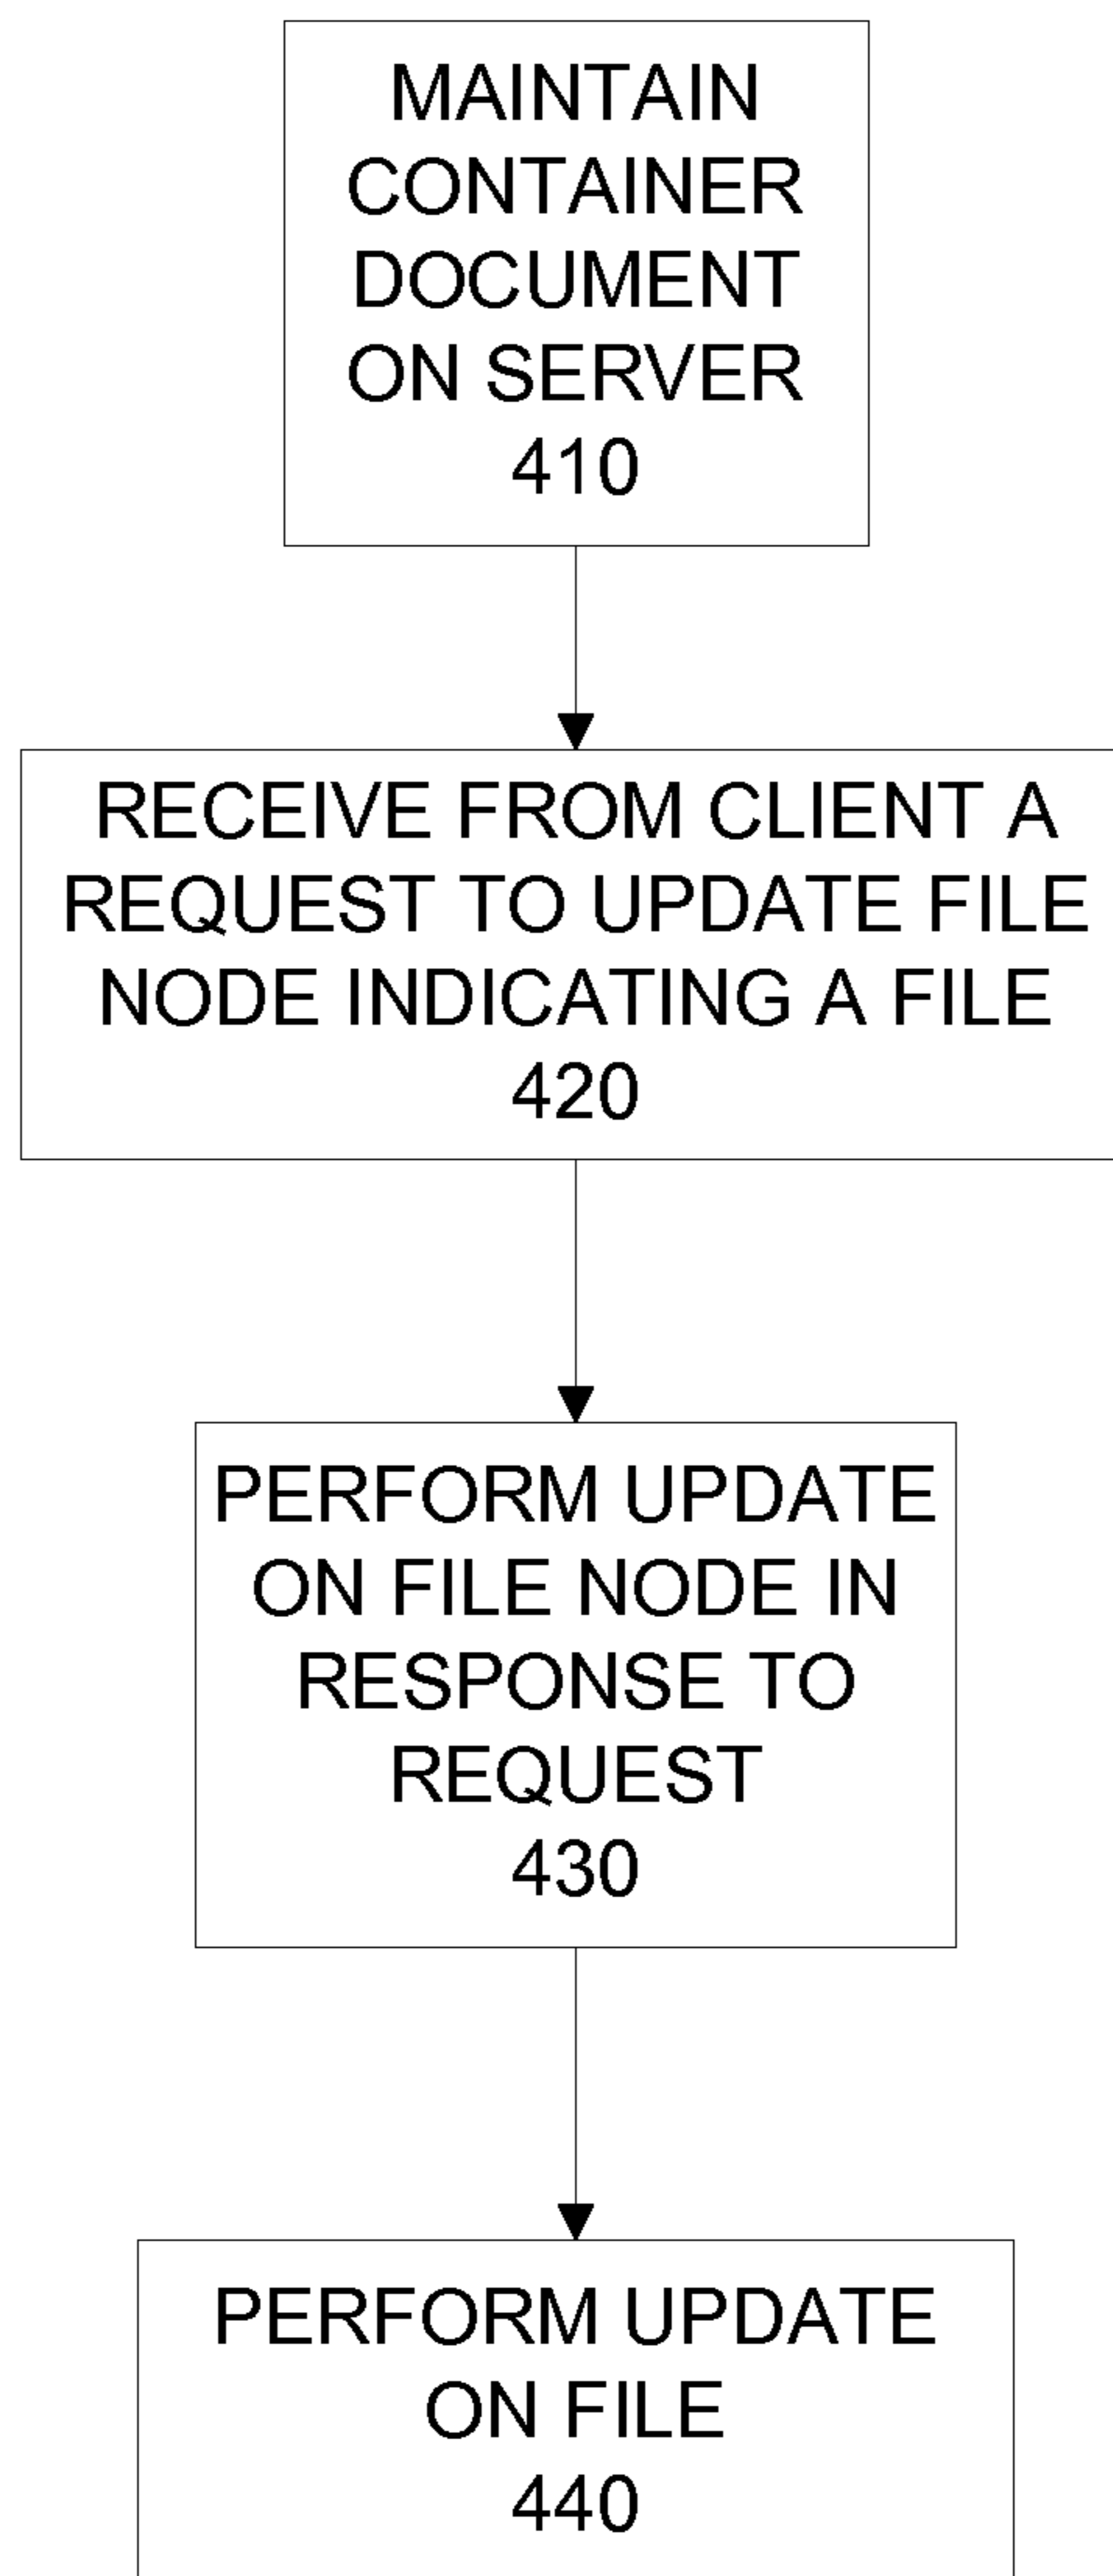 MAINTAIN
CONTAINER
DOCUMENT
ON SERVER
410
RECEIVE FROM CLIENT A
REQUEST TO UPDATE FILE
NODE INDICATING A FILE
420
PERFORM UPDATE
ON FILE NODE IN
RESPONSE TO
REQUEST
430
PERFORM UPDATE
ON FILE
440